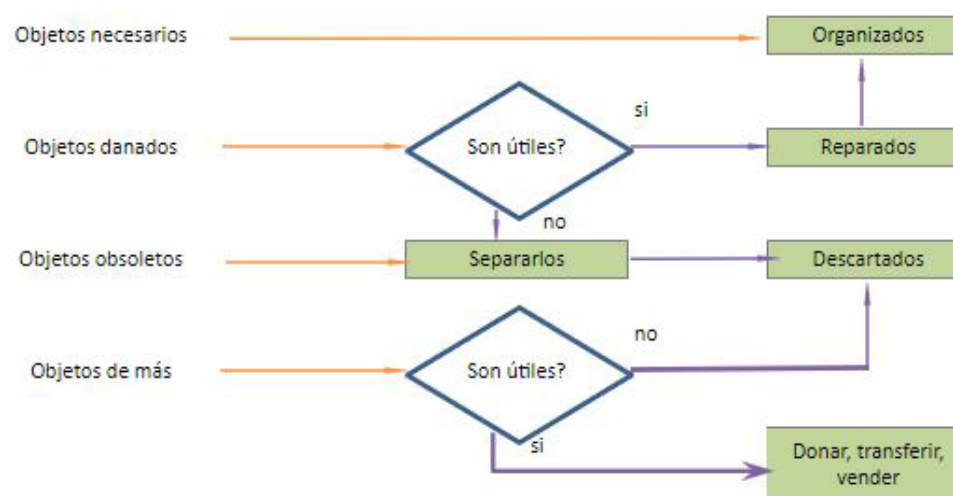 Objetos necesarios
Organizados
si
Objetos danados
Son útiles?
Reparados
no
Objetos obsoletos
Separarlos
Descartados
no
Objetos de más
Son útiles?
si
Donar, transferir,
vender